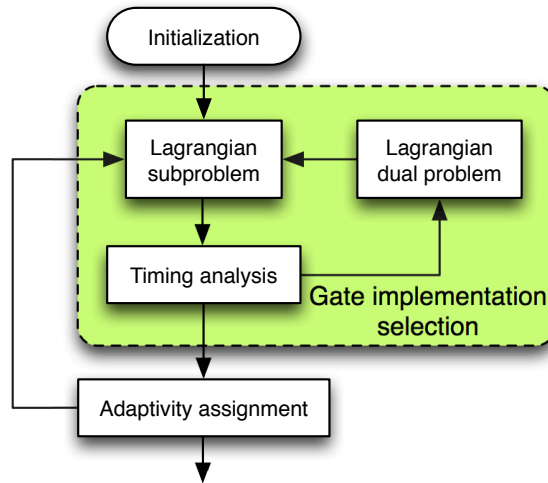 Initialization
Lagrangian
subproblem
Lagrangian
dual problem
Timing analysis
Gate implementation
selection
Adaptivity assignment